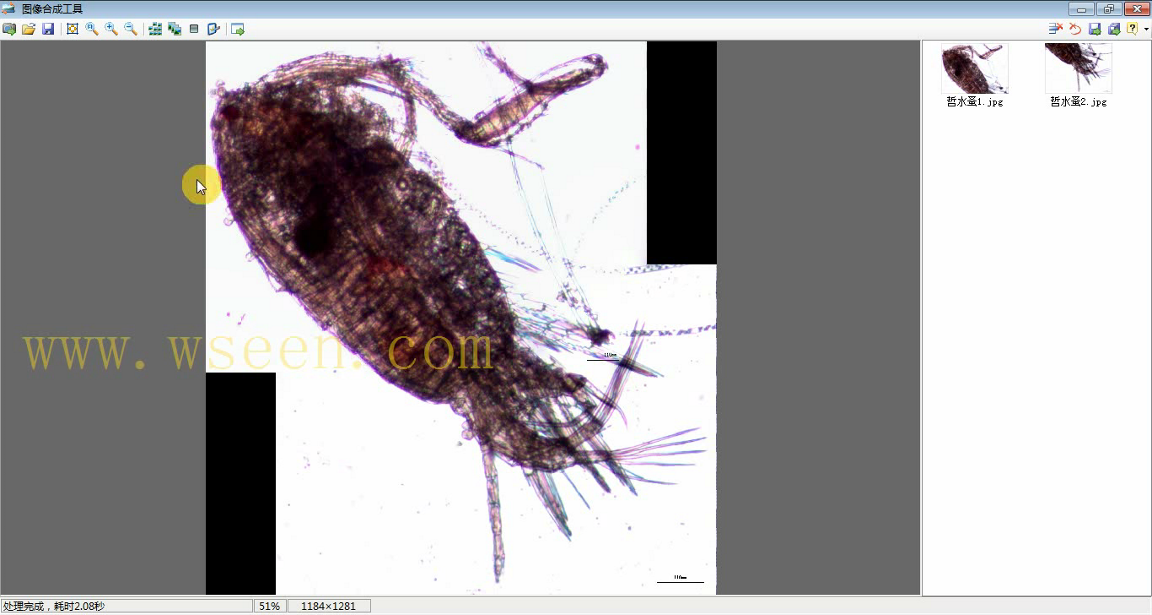 图像合成工具
哲水蚤1.jpg
哲水蚤2.jpg
www.wseen.com
处理完成，耗时2.08秒
51%
1184×1281